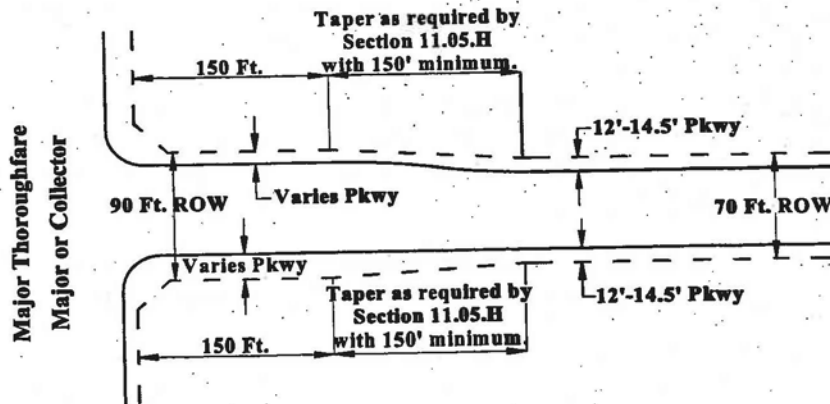 Taper as required by
Section 11.05.H
with 150' minimum.
150 Ft.
12'-14.5' Pkwy
Major Thoroughfare
Major or Collector
90 Ft. ROW
Varies Pkwy
70 Ft. ROW
Varies Pkwy
Taper as required by
Section 11.05.H
with 150' minimum.
12'-14.5' Pkwy
150 Ft.